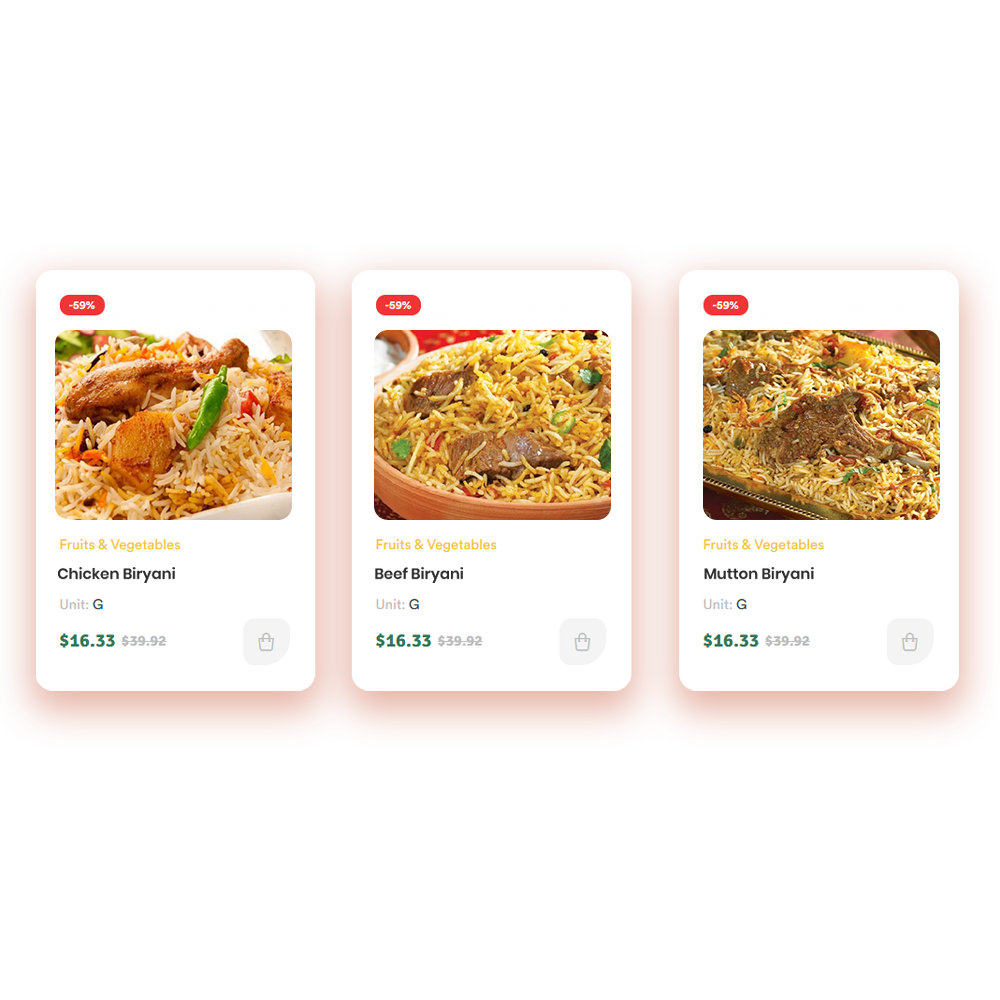 -59%
Fruits & Vegetables
Chicken Biryani
Unit: G
$16.33 $39.92
-59%
Fruits & Vegetables
Beef Biryani
Unit: G
$16.33 $39.92
-59%
Fruits & Vegetables
Mutton Biryani
Unit: G
$16.33 $39.92